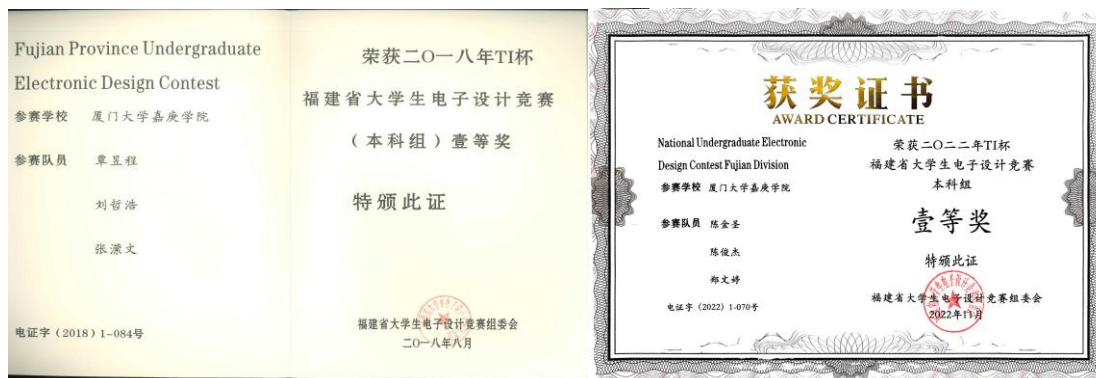 Fujian Province Undergraduate
Electronic Design Contest
参赛学校 厦门大学嘉庚学院
参赛队员 覃昱程
刘哲浩
张潆文
电证字(2018)1-084号
荣获二O一八年TI杯
福建省大学生电子设计竞赛
(本科组)壹等奖
特颁此证
福建省大学生电子设计竞赛组委会
二O一八年八月
获奖证书
AWARD CERTIFICATE
National Undergraduate Electronic
Design Contest Fujian Division
参赛学校 厦门大学嘉庚学院
参赛队员 陈金圣
陈俊杰
郑文婷
电证字(2022)1-070号
荣获二O二二年TI杯
福建省大学生电子设计竞赛
本科组
壹等奖
特颁此证
福建省大学生电子设计竞赛组委会
2022年11月